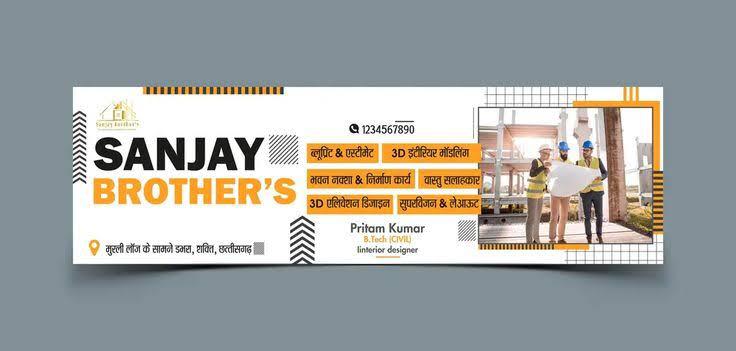 Sanjay Brother's
SANJAY
BROTHER'S
मुरली लॉज के सामने डभरा, शक्ति, छत्तीसगढ़
1234567890
ब्लूप्रिंट & एस्टीमेट
3D इंटीरियर मॉडलिंग
भवन नक्शा & निर्माण कार्य
वास्तु सलाहकार
3D एलिवेशन डिजाइन
सुपरविजन & लेआऊट
Pritam Kumar
B.Tech (CIVIL)
Iinterior designer